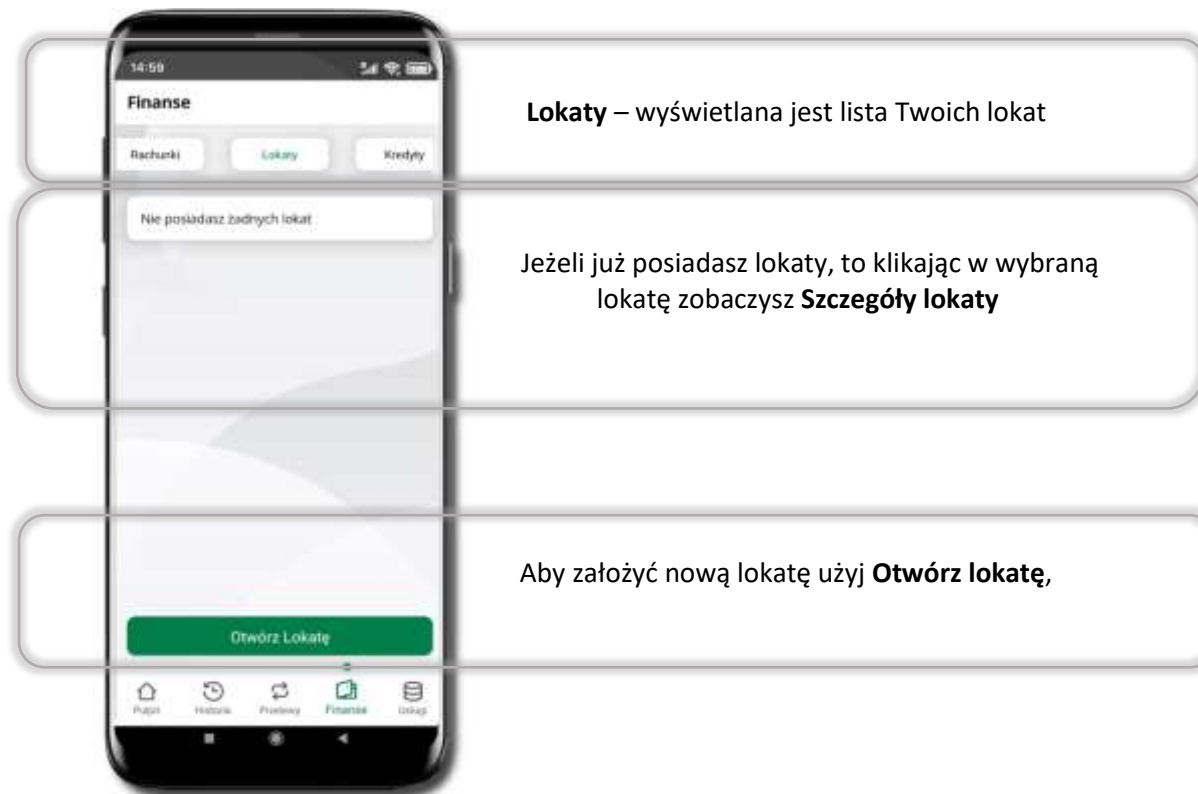 14:59
Finanse
Rachunki Lokaty Kredyty
Nie posiadasz żadnych lokat
Otwórz Lokatę
Pulpit Historia Przelewy Finanse Usługi
Lokaty – wyświetlana jest lista Twoich lokat
Jeżeli już posiadasz lokaty, to klikając w wybraną
lokatę zobaczysz Szczegóły lokaty
Aby założyć nową lokatę użyj Otwórz lokatę,